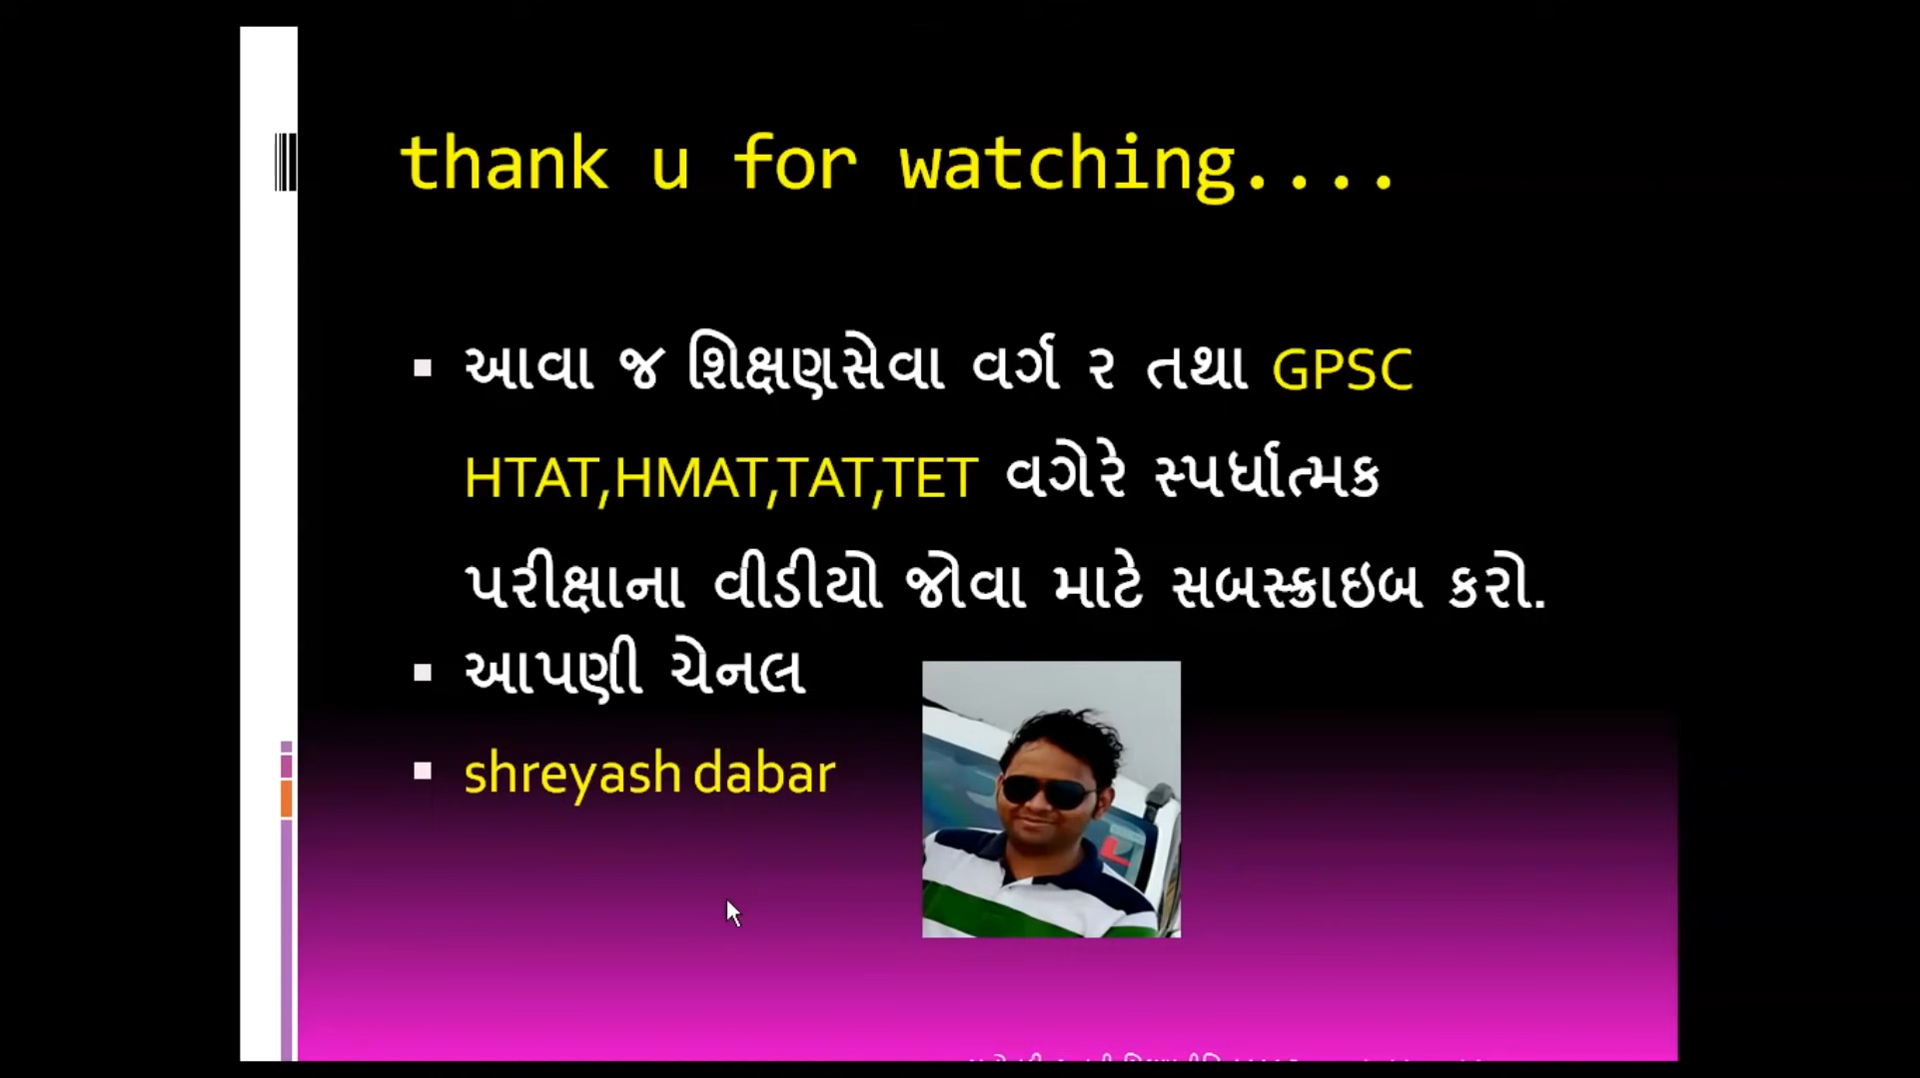 thank u for watching....
આવા જ શિક્ષણસેવા વર્ગ ૨ તથા GPSC
HTAT,HMAT,TAT,TET વગેરે સ્પર્ધાત્મક
પરીક્ષાના વીડીયો જોવા માટે સબસ્ક્રાઇબ કરો.
આપણી ચેનલ
shreyash dabar